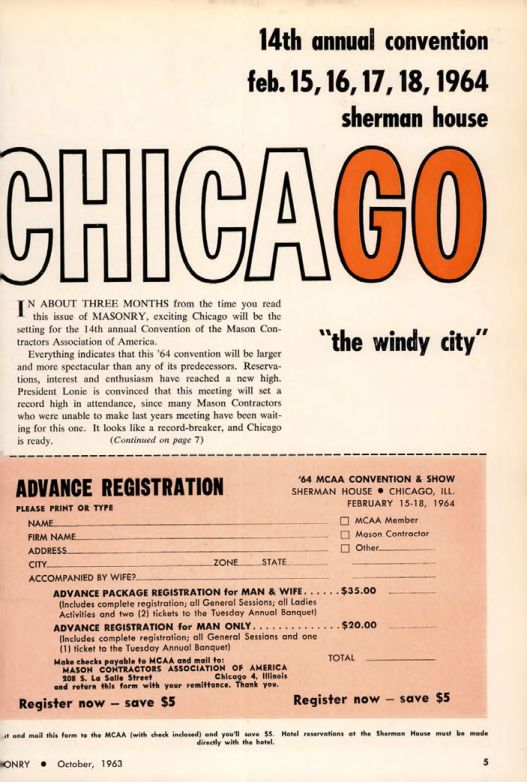 14th annual convention
feb. 15, 16, 17, 18, 1964
sherman house
CHICAGO
IN ABOUT THREE MONTHS from the time you read
this issue of MASONRY, exciting Chicago will be the
setting for the 14th annual Convention of the Mason Con-
tractors Association of America.
Everything indicates that this '64 convention will be larger
and more spectacular than any of its predecessors. Reserva-
tions, interest and enthusiasm have reached a new high.
President Lonie is convinced that this meeting will set a
record high in attendance, since many Mason Contractors
who were unable to make last years meeting have been wait-
ing for this one. It looks like a record-breaker, and Chicago
is ready. (Continued on page 7)
"the windy city"
ADVANCE REGISTRATION
PLEASE PRINT OR TYPE
'64 MCAA CONVENTION & SHOW
SHERMAN HOUSE ● CHICAGO, ILL.
FEBRUARY 15-18, 1964
NAME
FIRM NAME
ADDRESS
CITY ZONE STATE
ACCOMPANIED BY WIFE?
MCAA Member
Mason Contractor
Other
ADVANCE PACKAGE REGISTRATION for MAN & WIFE......$35.00
(Includes complete registration; all General Sessions; all Ladies
Activities and two (2) tickets to the Tuesday Annual Banquet)
ADVANCE REGISTRATION for MAN ONLY..............$20.00
(Includes complete registration; all General Sessions and one
(1) ticket to the Tuesday Annual Banquet)
TOTAL
Make checks payable to MCAA and mail to:
MASON CONTRACTORS ASSOCIATION OF AMERICA
208 S. La Salle Street Chicago 4, Illinois
and return this form with your remittance. Thank you.
Register now — save $5 Register now — save $5
and mail this form to the MCAA (with check inclosed) and you'll save $5. Hotel reservations at the Sherman House must be made
directly with the hotel.
ONRY ● October, 1963 5